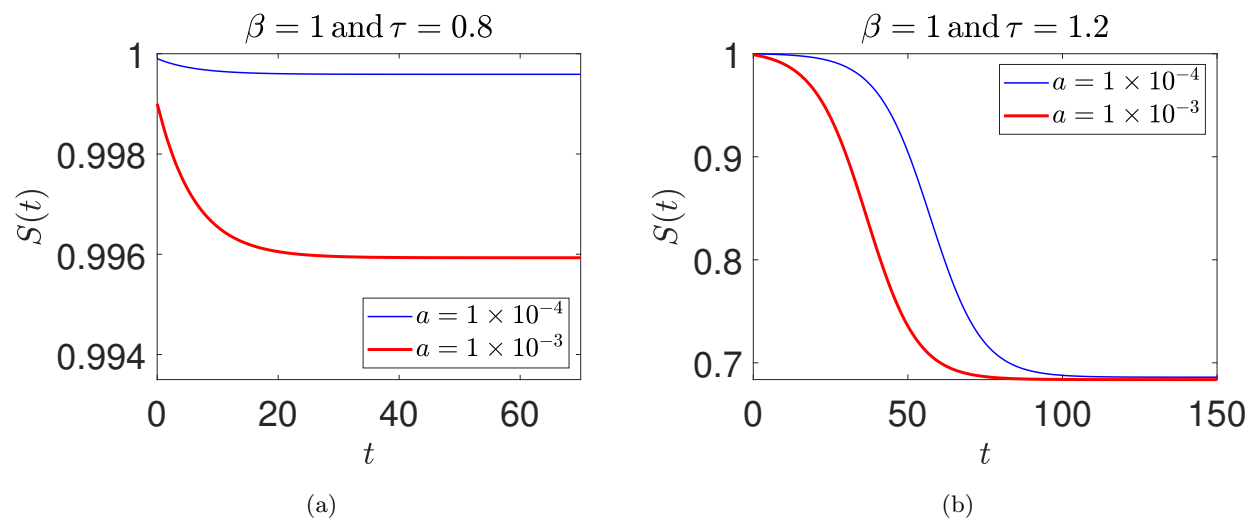 β = 1 and τ = 0.8
1
0.998
0.996
0.994
S(t)
a = 1 × 10⁻⁴
a = 1 × 10⁻³
0 20 40 60
t
(a)
β = 1 and τ = 1.2
1
0.9
0.8
0.7
S(t)
a = 1 × 10⁻⁴
a = 1 × 10⁻³
0 50 100 150
t
(b)